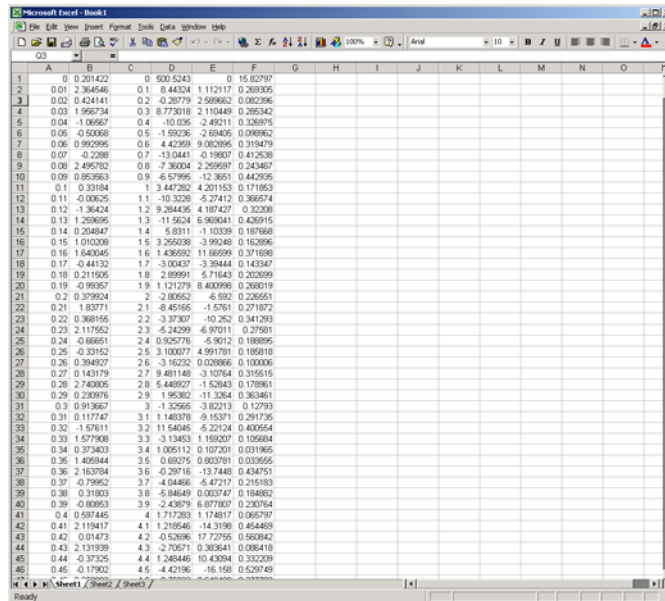 Microsoft Excel - Book1
File Edit View Insert Format Tools Data Window Help
100% Arial 10 B I U
Q3 =
A B C D E F G H I J K L M N O
1 0 0.201422 0 500.5243 0 15.82797
2 0.01 2.364546 0.1 8.44324 1.112117 0.269305
3 0.02 0.424141 0.2 -0.28779 2.589662 0.082396
4 0.03 1.956734 0.3 8.773018 2.110449 0.285342
5 0.04 -1.06567 0.4 -10.035 -2.49211 0.326975
6 0.05 -0.50068 0.5 -1.59236 -2.69405 0.098962
7 0.06 0.992995 0.6 4.42359 9.082895 0.319479
8 0.07 -0.2288 0.7 -13.0441 -0.19807 0.412538
9 0.08 2.495782 0.8 -7.36004 2.259597 0.243467
10 0.09 0.853563 0.9 -6.57995 -12.3651 0.442935
11 0.1 0.33184 1 3.447282 4.201153 0.171853
12 0.11 -0.00625 1.1 -10.3228 -5.27412 0.366574
13 0.12 -1.36424 1.2 9.284435 4.187427 0.32208
14 0.13 1.259695 1.3 -11.5624 6.969041 0.426915
15 0.14 0.204847 1.4 5.8311 -1.10339 0.187668
16 0.15 1.010208 1.5 3.255038 -3.99248 0.162896
17 0.16 1.640045 1.6 1.436592 11.66599 0.371698
18 0.17 -0.44132 1.7 -3.00437 -3.39444 0.143347
19 0.18 0.211505 1.8 2.89991 5.71643 0.202699
20 0.19 -0.99357 1.9 1.121279 8.400998 0.268019
21 0.2 0.379924 2 -2.80552 -6.592 0.226551
22 0.21 1.83771 2.1 -8.45165 -1.5761 0.271872
23 0.22 0.368155 2.2 -3.37307 -10.252 0.341293
24 0.23 2.117552 2.3 -5.24299 -6.97011 0.27581
25 0.24 -0.66651 2.4 0.925776 -5.9012 0.188895
26 0.25 -0.33152 2.5 3.100077 4.991781 0.185818
27 0.26 0.394927 2.6 -3.16232 0.028866 0.100006
28 0.27 0.143179 2.7 9.481148 -3.10764 0.315515
29 0.28 2.740805 2.8 5.448927 -1.52843 0.178961
30 0.29 0.230976 2.9 1.95382 -11.3264 0.363461
31 0.3 0.913667 3 -1.32565 -3.82213 0.12793
32 0.31 0.117747 3.1 1.148378 -9.15371 0.291735
33 0.32 -1.57611 3.2 11.54045 -5.22124 0.400554
34 0.33 1.577908 3.3 -3.13453 1.159207 0.105684
35 0.34 0.373403 3.4 1.005112 0.107201 0.031965
36 0.35 1.405944 3.5 0.69275 0.803781 0.033555
37 0.36 2.163784 3.6 -0.29716 -13.7448 0.434751
38 0.37 -0.79952 3.7 -4.04466 -5.47217 0.215183
39 0.38 0.31803 3.8 -5.84649 0.003747 0.184882
40 0.39 -0.80853 3.9 -2.43879 6.877807 0.230764
41 0.4 0.597445 4 1.717283 1.174817 0.065797
42 0.41 2.119417 4.1 1.218546 -14.3198 0.454469
43 0.42 0.01473 4.2 -0.52696 17.72755 0.560842
44 0.43 2.131939 4.3 -2.70571 0.383641 0.086418
45 0.44 -0.37325 4.4 1.248446 10.43094 0.332209
46 0.45 -0.17902 4.5 -4.42196 -16.158 0.529749
Sheet1 Sheet2 Sheet3
Ready